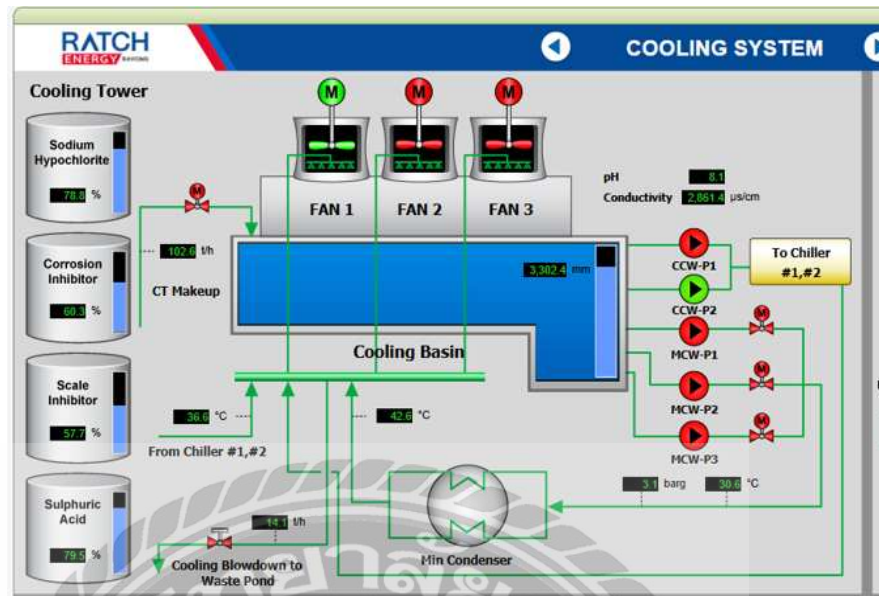 RATCH
ENERGY RAYONG
COOLING SYSTEM
Cooling Tower
Sodium
Hypochlorite
78.8 %
Corrosion
Inhibitor
60.3 %
Scale
Inhibitor
57.7 %
Sulphuric
Acid
79.5 %
M
102.6 t/h
CT Makeup
M
M
M
FAN 1
FAN 2
FAN 3
pH 8.1
Conductivity 2,861.4 µs/cm
3,302.4 mm
Cooling Basin
CCW-P1
CCW-P2
MCW-P1
MCW-P2
MCW-P3
M
M
M
To Chiller
#1,#2
36.6 °C
From Chiller #1,#2
42.6 °C
3.1 barg
30.6 °C
Min Condenser
14.1 t/h
Cooling Blowdown to
Waste Pond